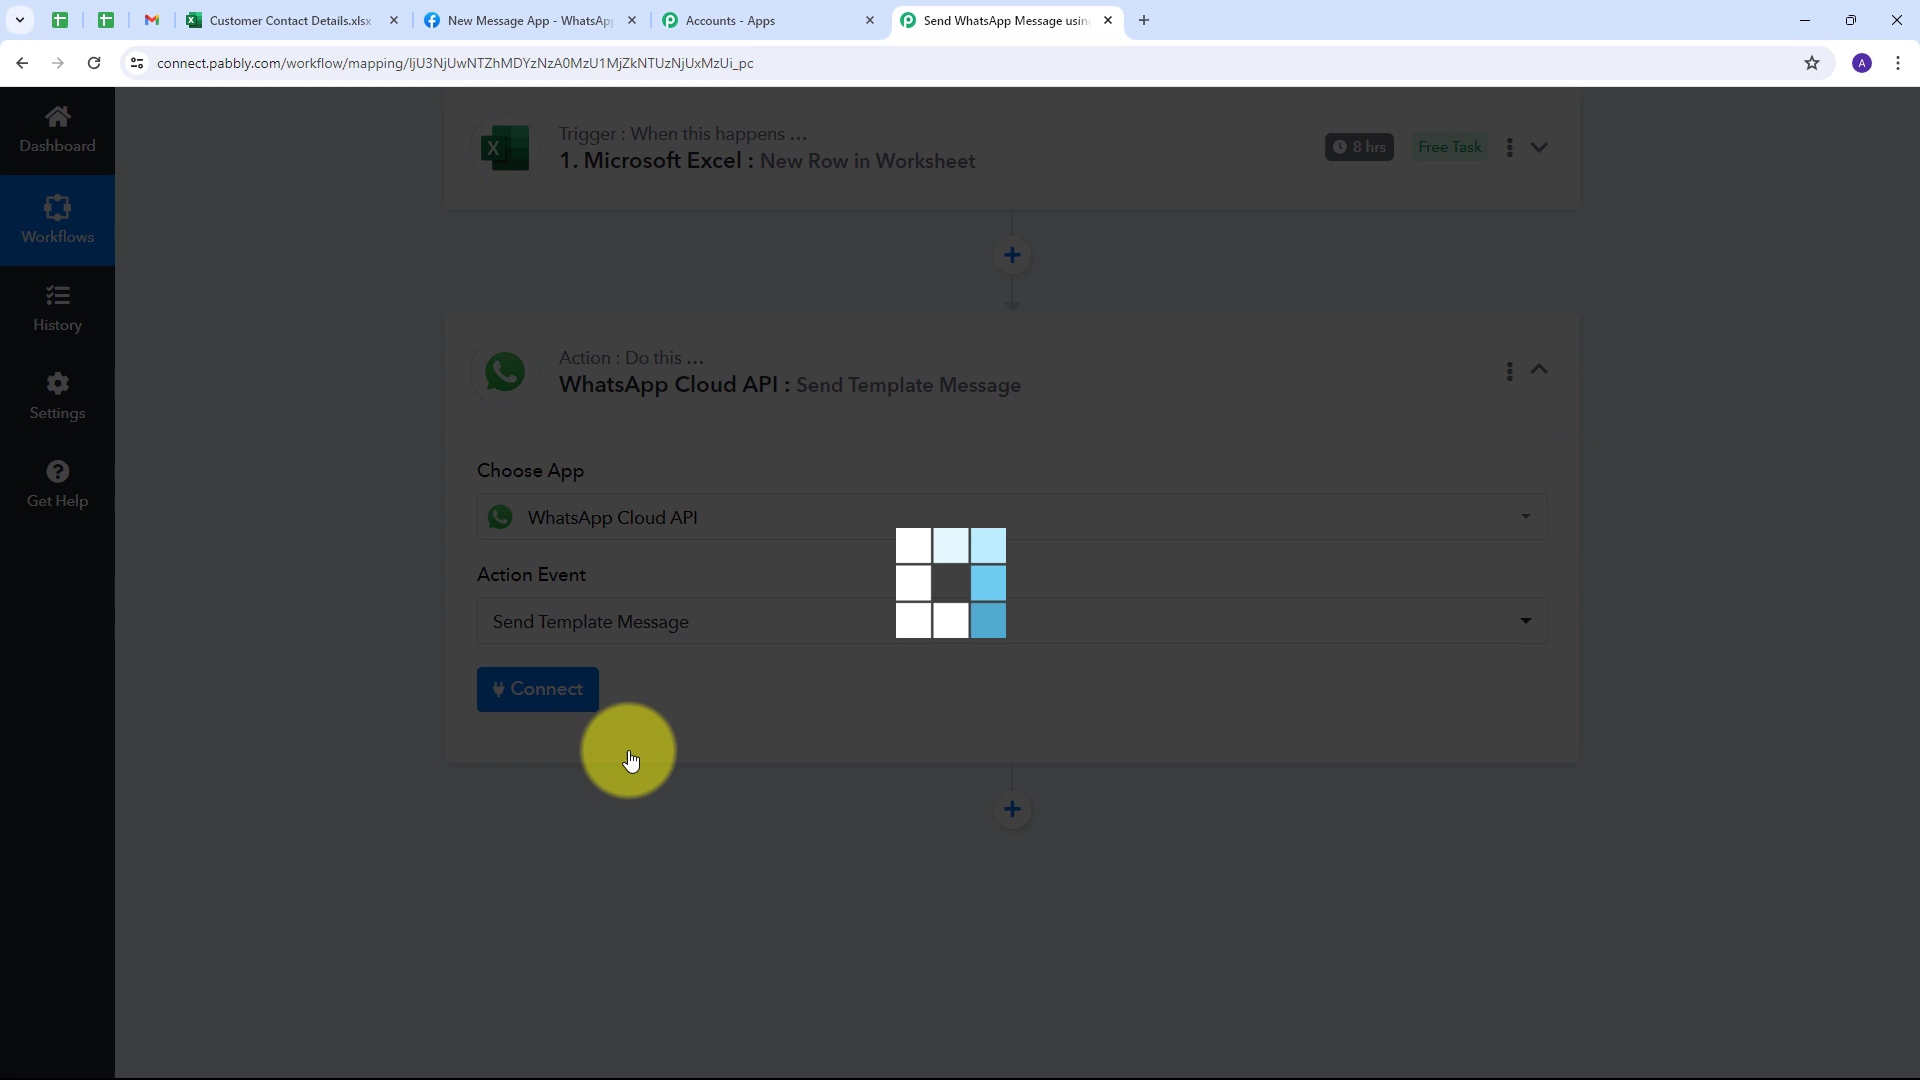 Customer Contact Details.xlsx
New Message App - WhatsAp
Accounts - Apps
Send WhatsApp Message usin
connect.pabbly.com/workflow/mapping/IjU3NjUwNTZhMDYzNzA0MzU1MjZkNTUzNjUxMzUi_pc
A
Dashboard
Workflows
History
Settings
Get Help
Trigger : When this happens ...
1. Microsoft Excel : New Row in Worksheet
8 hrs
Free Task
Action : Do this ...
WhatsApp Cloud API : Send Template Message
Choose App
WhatsApp Cloud API
Action Event
Send Template Message
Connect